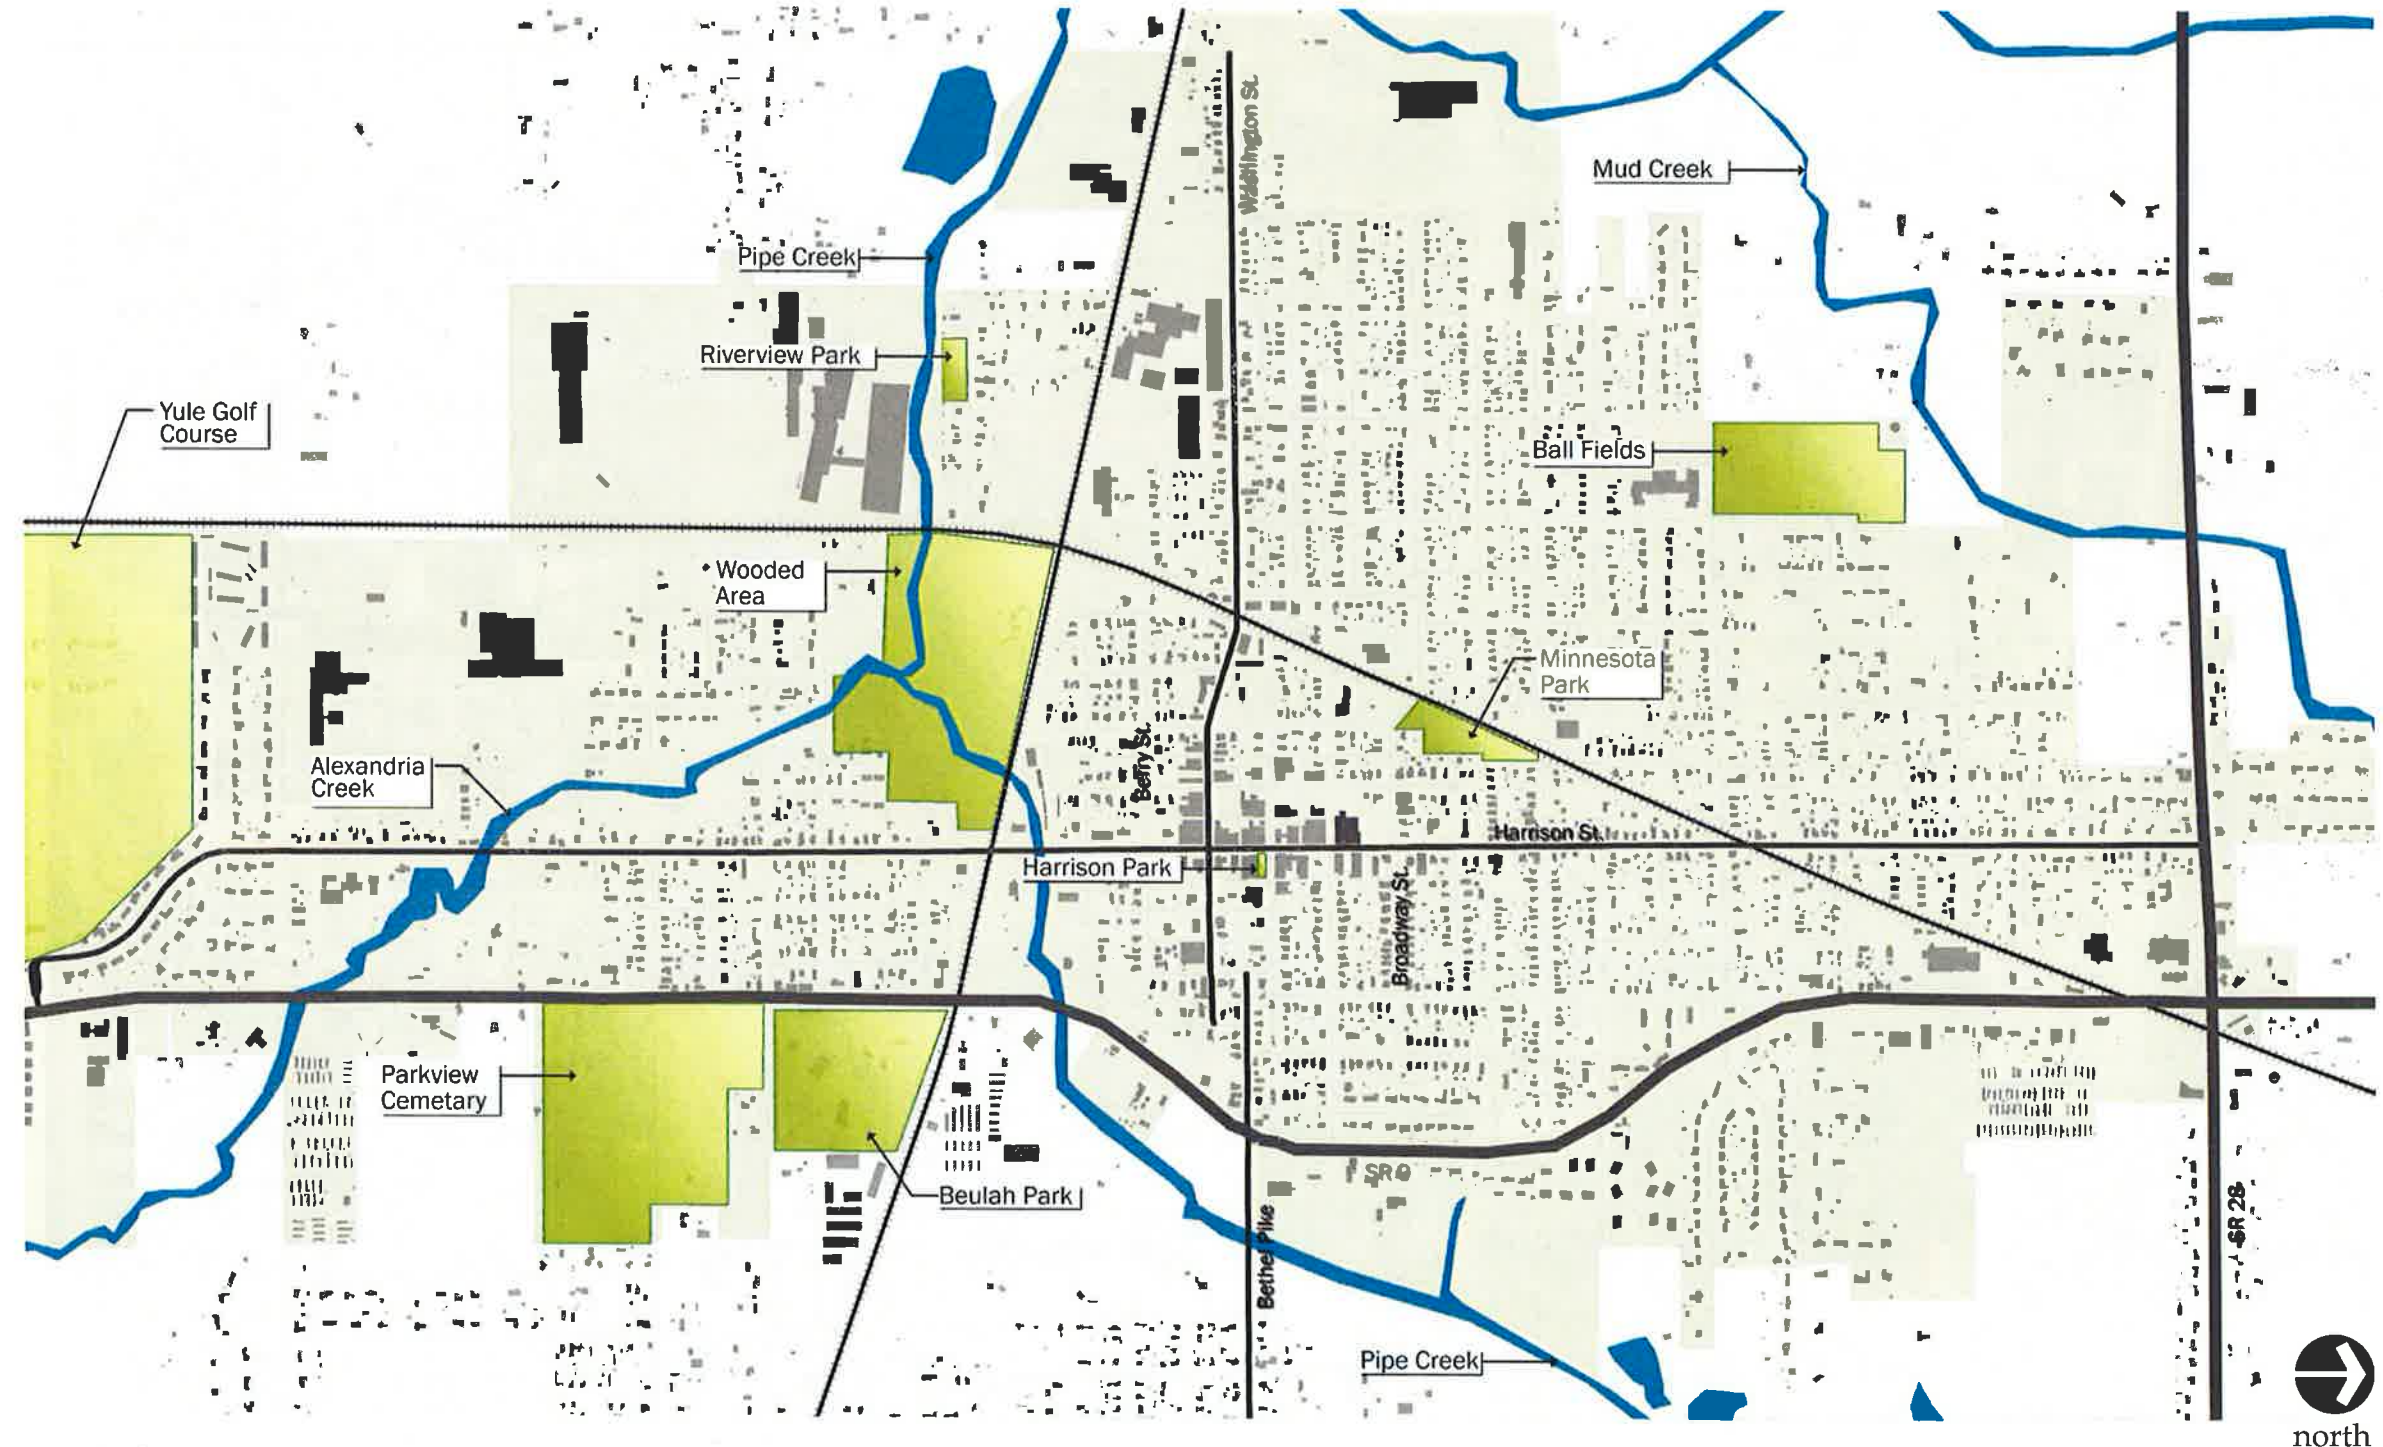 Washington St.
Mud Creek
Pipe Creek
Riverview Park
Yule Golf
Course
Ball Fields
Wooded
Area
Minnesota
Park
Berry St.
Alexandria
Creek
Harrison St.
Harrison Park
Broadway St.
Parkview
Cemetary
Beulah Park
SR 9
SR 28
Bethel Pike
Pipe Creek
north